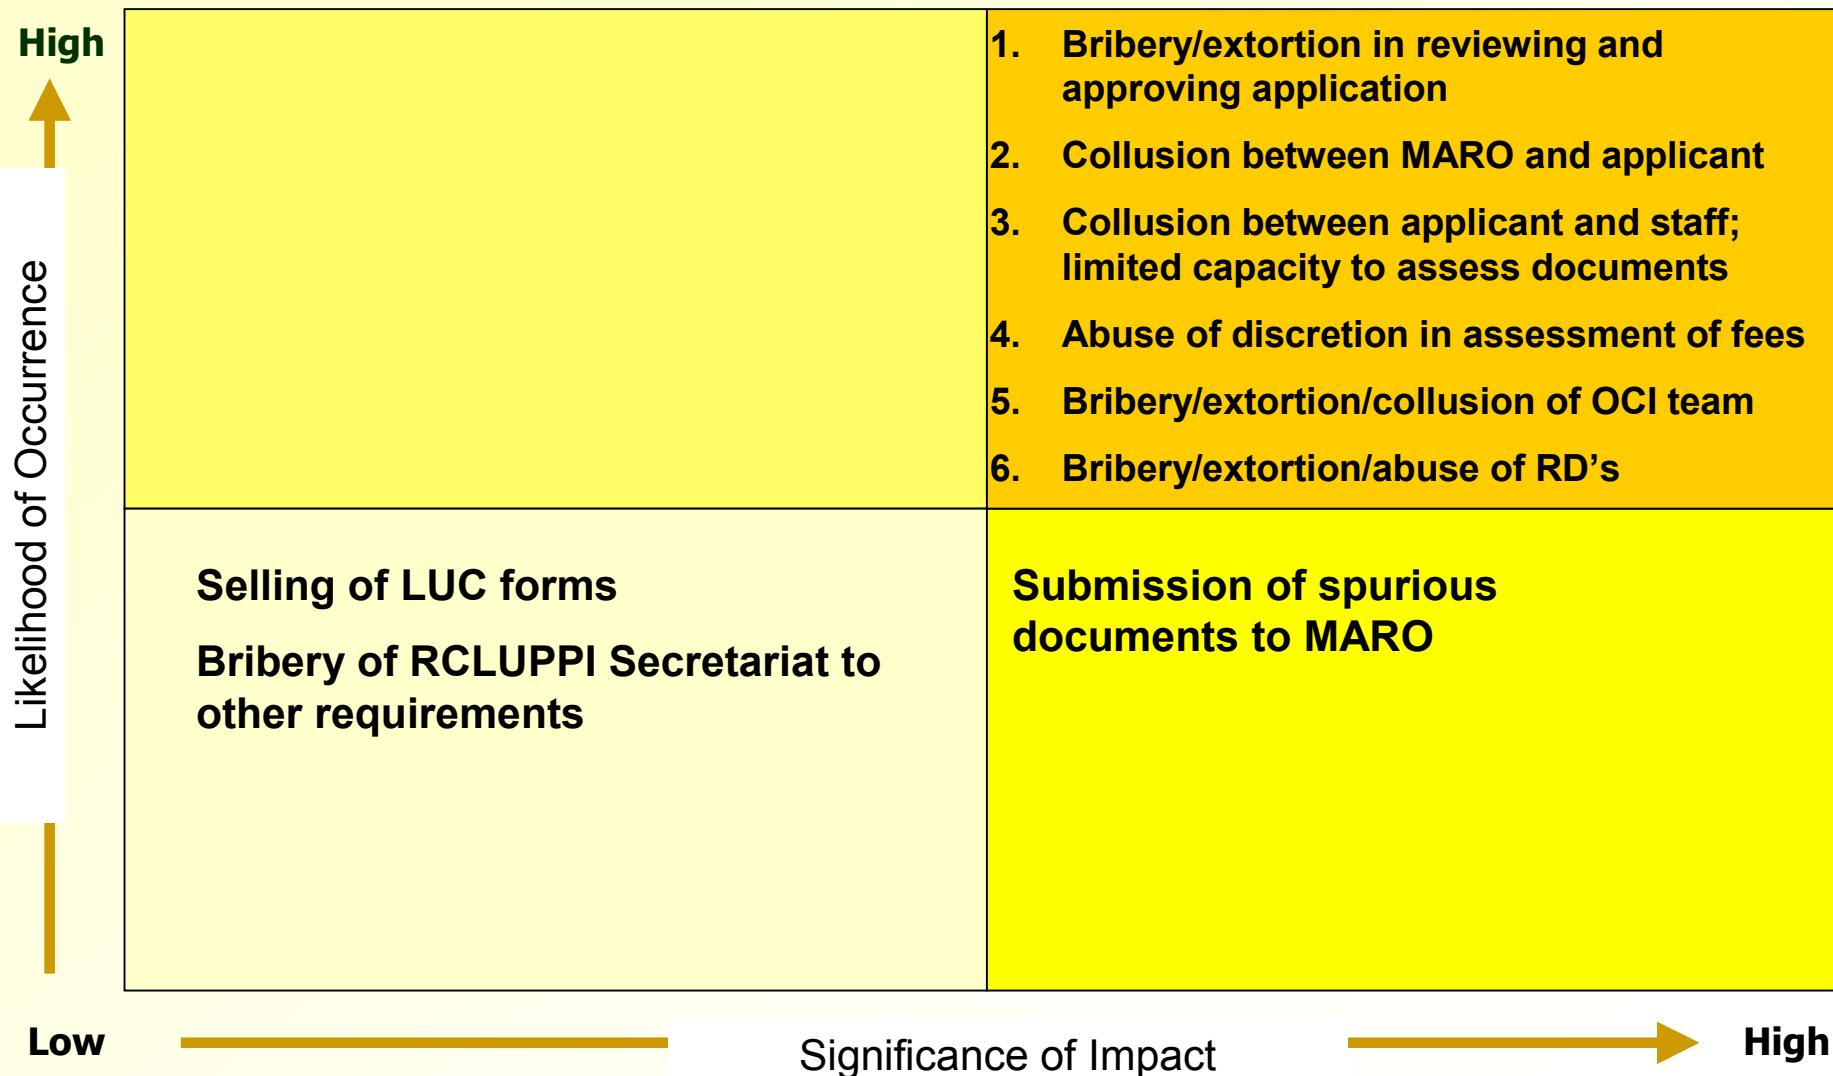 High
1. Bribery/extortion in reviewing and
approving application
2. Collusion between MARO and applicant
3. Collusion between applicant and staff;
limited capacity to assess documents
4. Abuse of discretion in assessment of fees
5. Bribery/extortion/collusion of OCI team
6. Bribery/extortion/abuse of RD’s
Likelihood of Occurrence
Selling of LUC forms
Bribery of RCLUPPI Secretariat to
other requirements
Submission of spurious
documents to MARO
Low
Significance of Impact
High